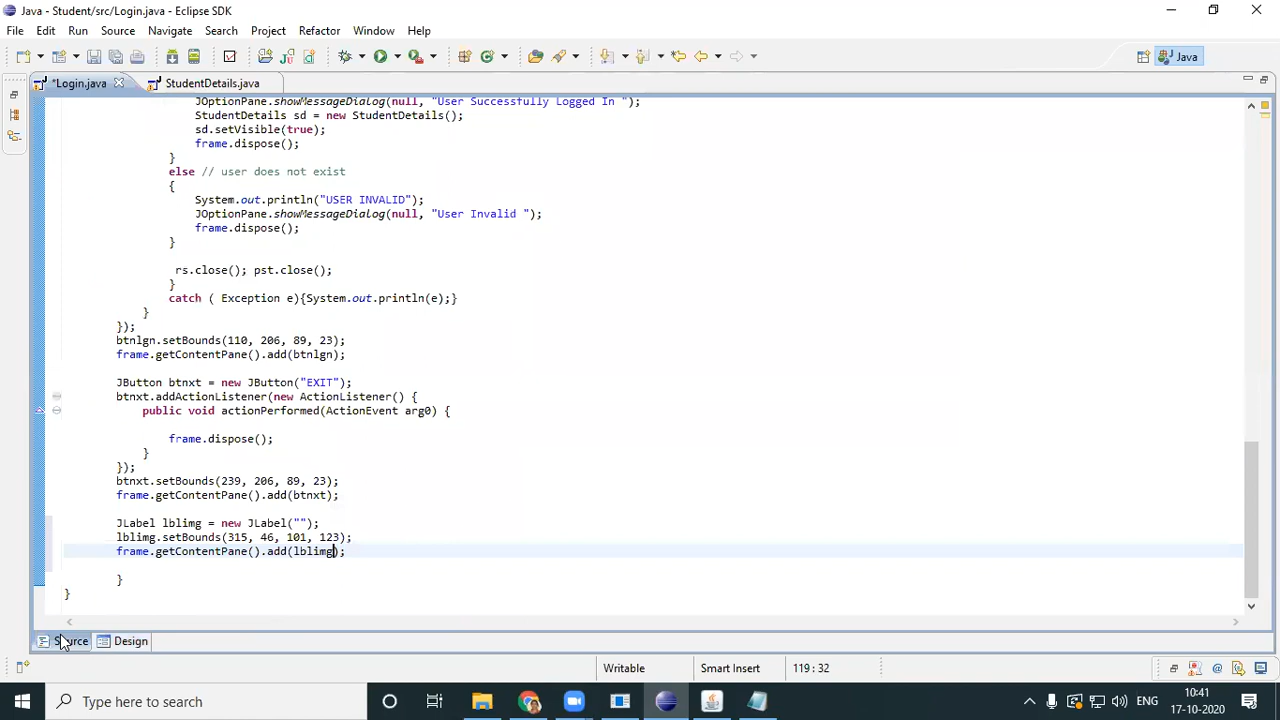 Java - Student/src/Login.java - Eclipse SDK
File Edit Run Source Navigate Search Project Refactor Window Help
Java
*Login.java StudentDetails.java
JOptionPane.showMessageDialog(null, "User Successfully Logged In ");
StudentDetails sd = new StudentDetails();
sd.setVisible(true);
frame.dispose();
}
else // user does not exist
{
System.out.println("USER INVALID");
JOptionPane.showMessageDialog(null, "User Invalid ");
frame.dispose();
}
rs.close(); pst.close();
}
catch ( Exception e){System.out.println(e);}
}
});
btnlgn.setBounds(110, 206, 89, 23);
frame.getContentPane().add(btnlgn);
JButton btnxt = new JButton("EXIT");
btnxt.addActionListener(new ActionListener() {
public void actionPerformed(ActionEvent arg0) {
frame.dispose();
}
});
btnxt.setBounds(239, 206, 89, 23);
frame.getContentPane().add(btnxt);
JLabel lblimg = new JLabel("");
lblimg.setBounds(315, 46, 101, 123);
frame.getContentPane().add(lblimg);
}
}
Source Design
Writable Smart Insert 119 : 32
Type here to search
ENG
10:41
17-10-2020